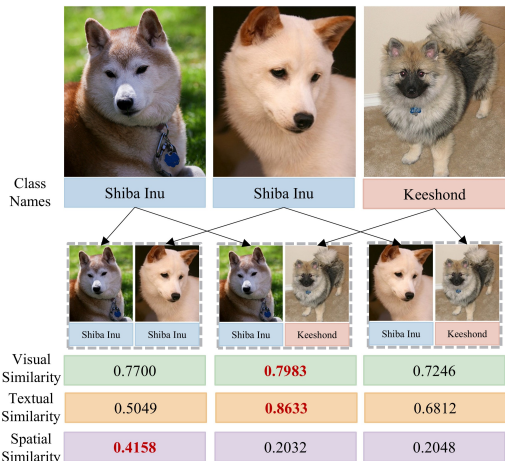 Class
Names
Shiba Inu
Shiba Inu
Keeshond
Shiba Inu
Shiba Inu
Shiba Inu
Keeshond
Shiba Inu
Keeshond
Visual
Similarity
0.7700
0.7983
0.7246
Textual
Similarity
0.5049
0.8633
0.6812
Spatial
Similarity
0.4158
0.2032
0.2048